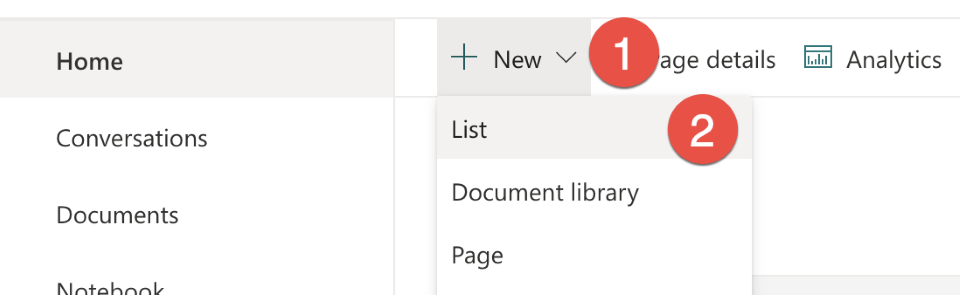 Home
Conversations
Documents
Notebook
New 1 age details Analytics
List 2
Document library
Page